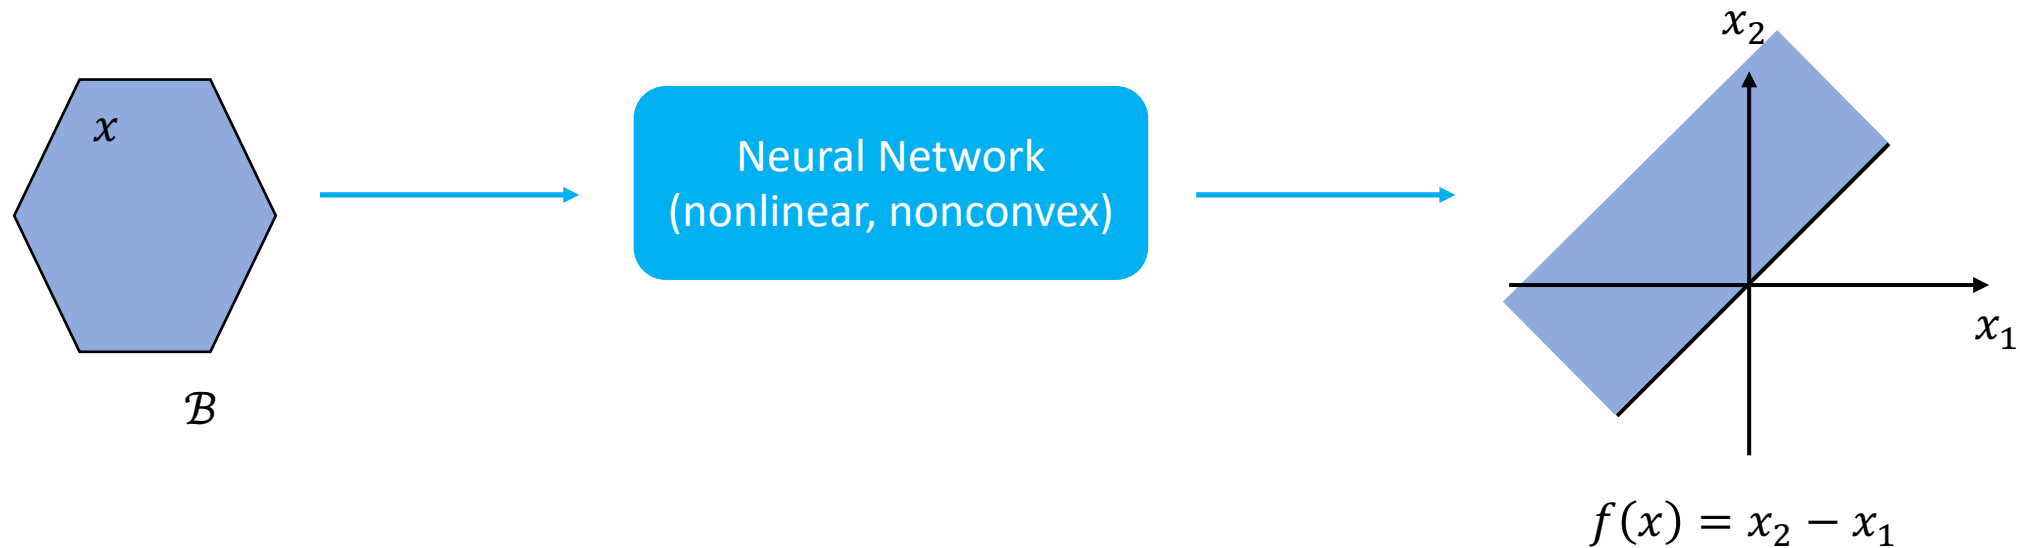 x
ℬ
Neural Network
(nonlinear, nonconvex)
x₂
x₁
f(x) = x₂ − x₁